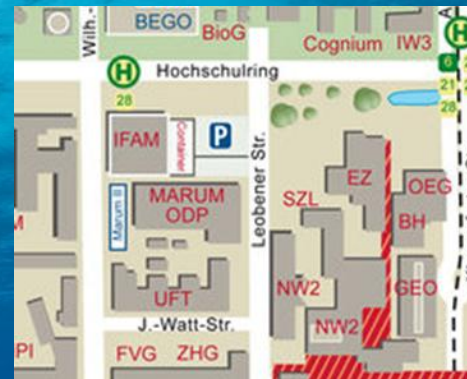 Wilh.-
BEGO
BioG
Cognium
IW3
A
H
Hochschulring
H
6
21
28
28
IFAM
Container
P
Leobener Str.
EZ
OEG
SZL
BH
Marum II
MARUM
ODP
M
UFT
NW2
GEO
NW2
J.-Watt-Str.
PI
FVG
ZHG